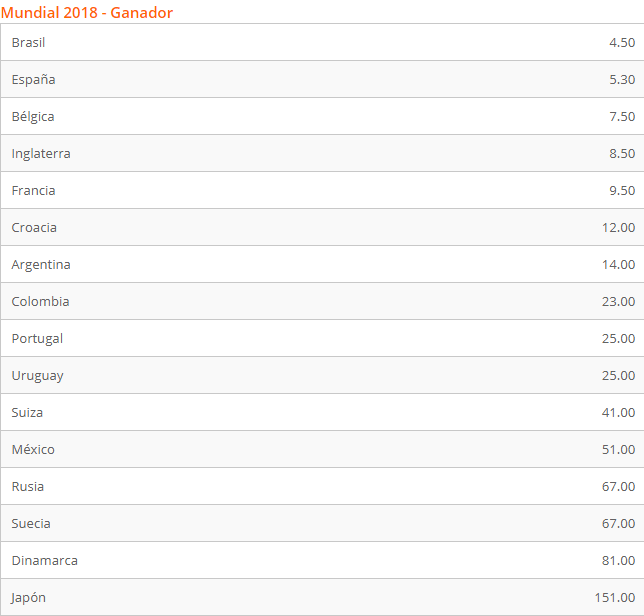 Mundial 2018 - Ganador
Brasil 4.50
España 5.30
Bélgica 7.50
Inglaterra 8.50
Francia 9.50
Croacia 12.00
Argentina 14.00
Colombia 23.00
Portugal 25.00
Uruguay 25.00
Suiza 41.00
México 51.00
Rusia 67.00
Suecia 67.00
Dinamarca 81.00
Japón 151.00